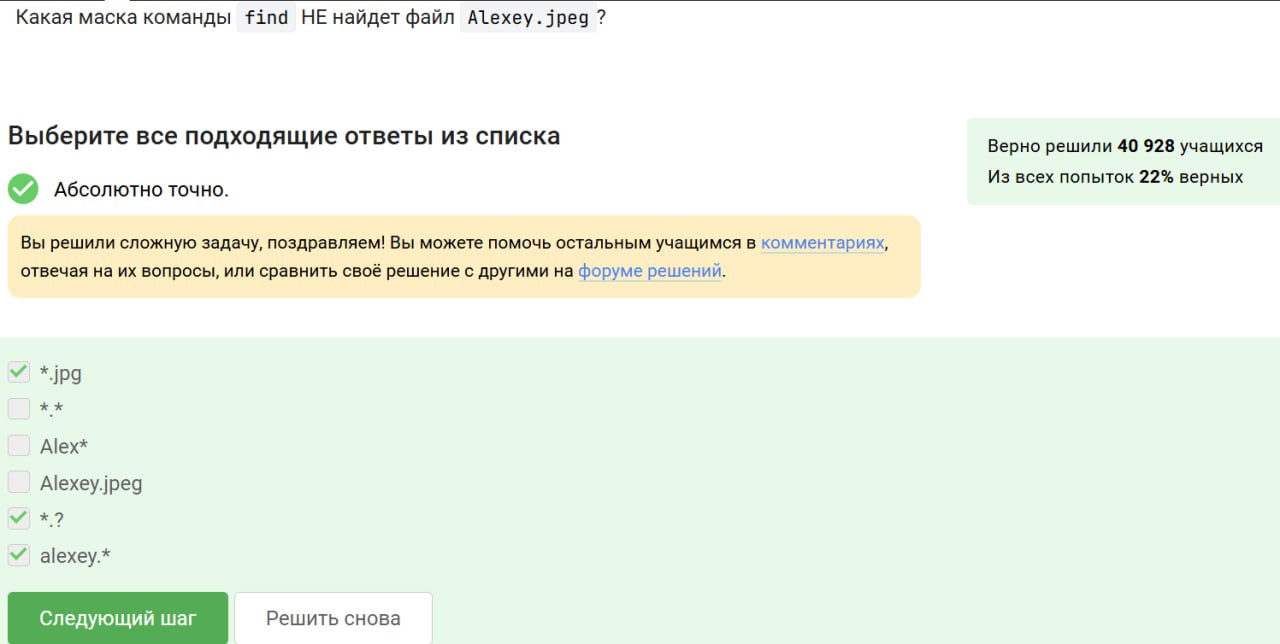 Какая маска команды find НЕ найдет файл Alexey.jpeg?
Выберите все подходящие ответы из списка
Верно решили 40 928 учащихся
Из всех попыток 22% верных
Абсолютно точно.
Вы решили сложную задачу, поздравляем! Вы можете помочь остальным учащимся в комментариях,
отвечая на их вопросы, или сравнить своё решение с другими на форуме решений.
*.jpg
*.*
Alex*
Alexey.jpeg
*.?
alexey.*
Следующий шаг
Решить снова